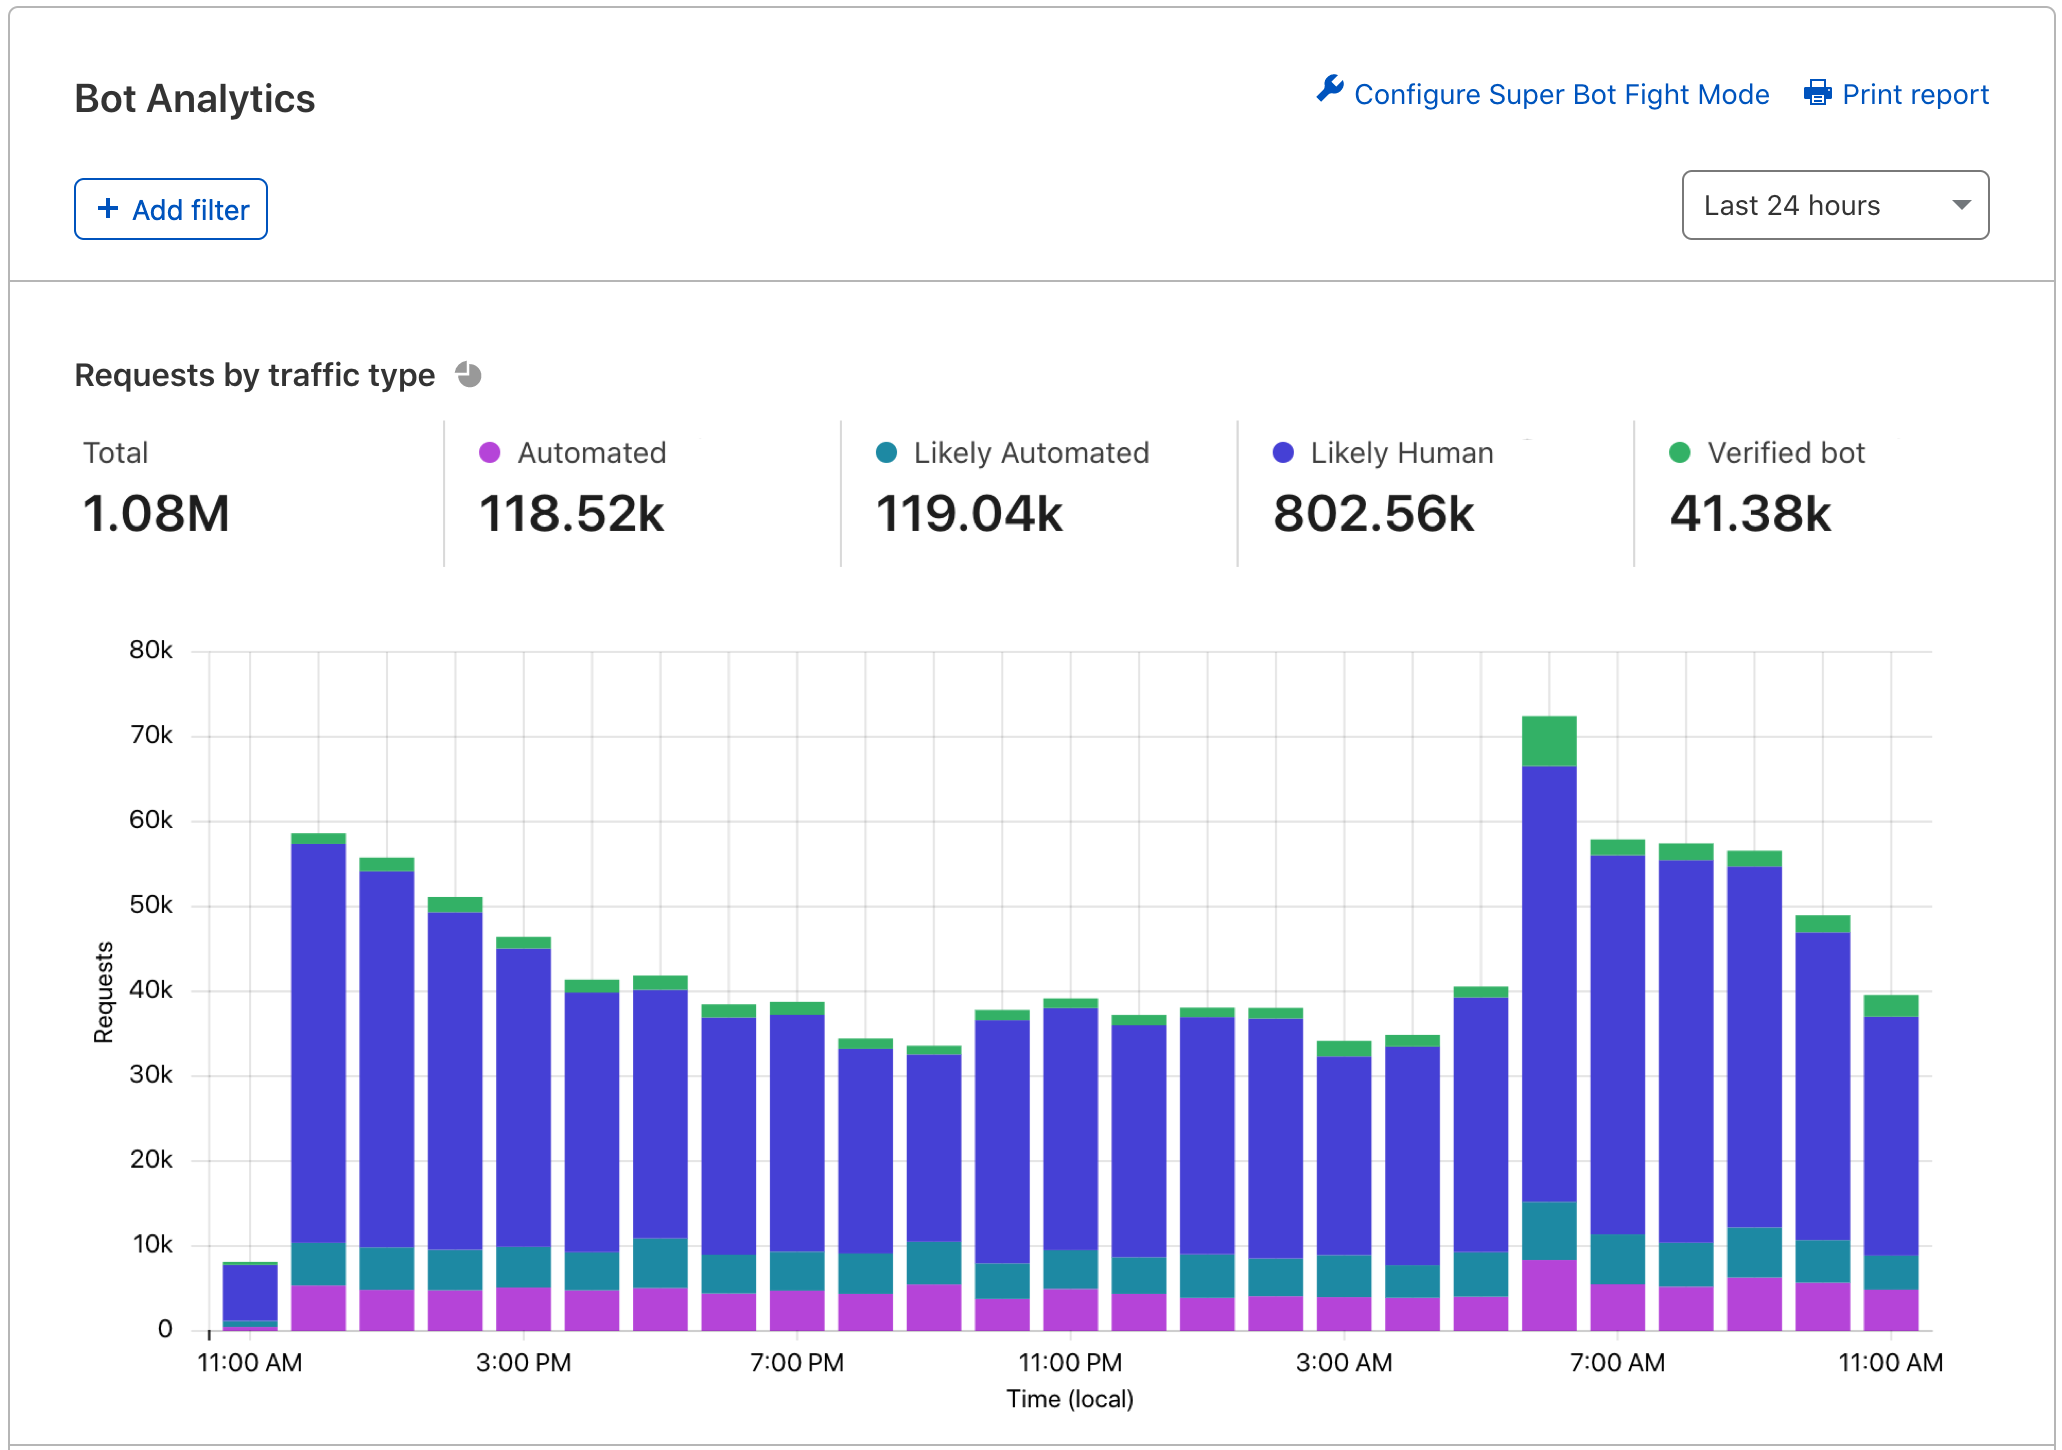 Bot Analytics
Configure Super Bot Fight Mode
Print report
+ Add filter
Last 24 hours
Requests by traffic type
Total
1.08M
Automated
118.52k
Likely Automated
119.04k
Likely Human
802.56k
Verified bot
41.38k
80k
70k
60k
50k
40k
30k
20k
10k
0
Requests
11:00 AM
3:00 PM
7:00 PM
11:00 PM
3:00 AM
7:00 AM
11:00 AM
Time (local)